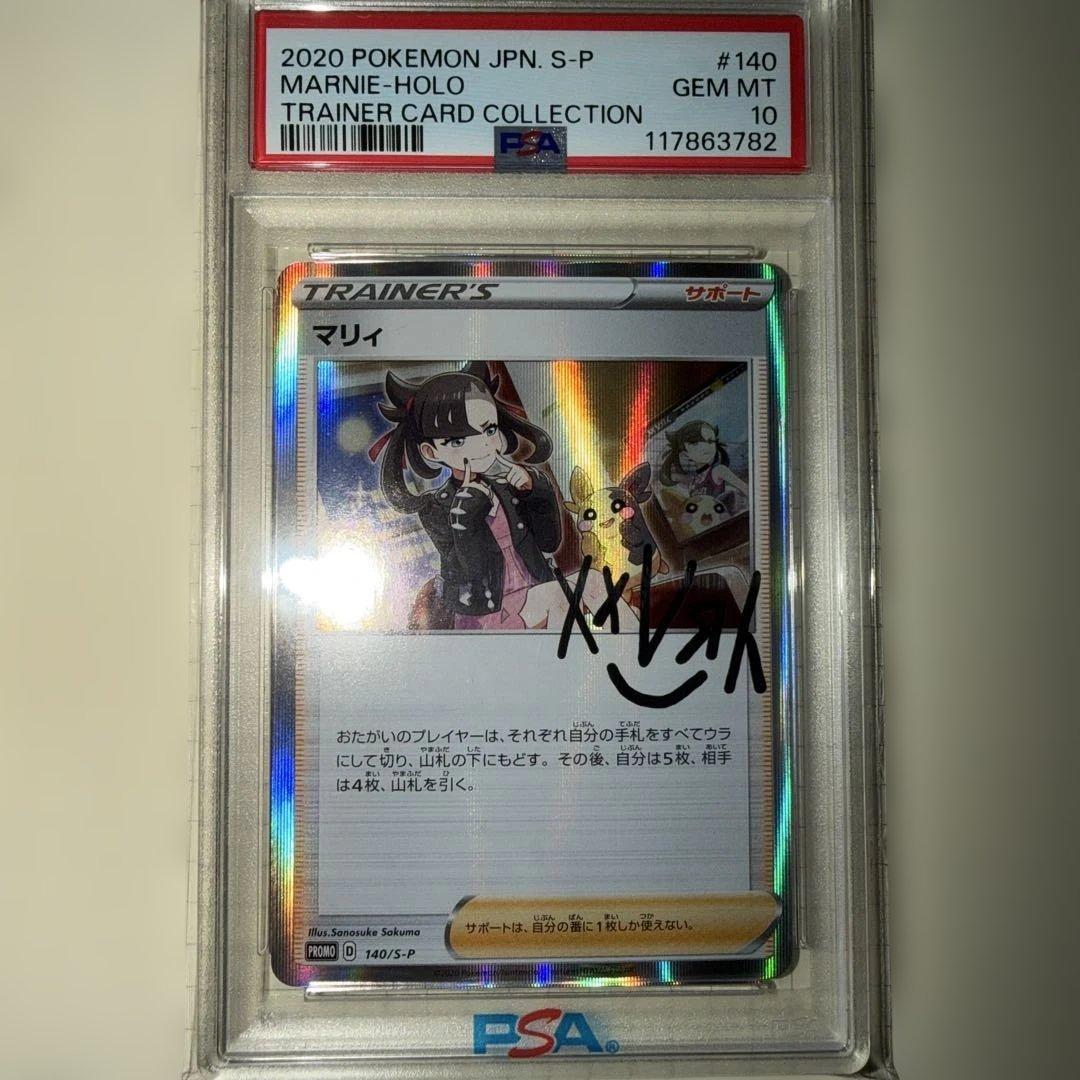 2020 POKEMON JPN. S-P #140
MARNIE-HOLO GEM MT
TRAINER CARD COLLECTION 10
PSA 117863782
TRAINER'S サポート
マリィ
おたがいのプレイヤーは、それぞれ自分の手札をすべてウラ
にして切り、山札の下にもどす。その後、自分は5枚、相手
は4枚、山札を引く。
サポートは、自分の番に1枚しか使えない。
Illus.Sanosuke Sakuma
PROMO D 140/S-P
PSA®